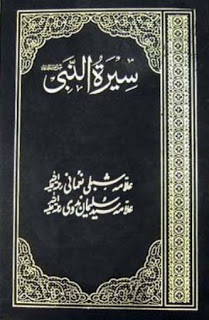 سیرۃ النبی ﷺ
علامہ شبلی نعمانی رحمۃ اللہ علیہ
علامہ سید سلیمان ندوی رحمۃ اللہ علیہ